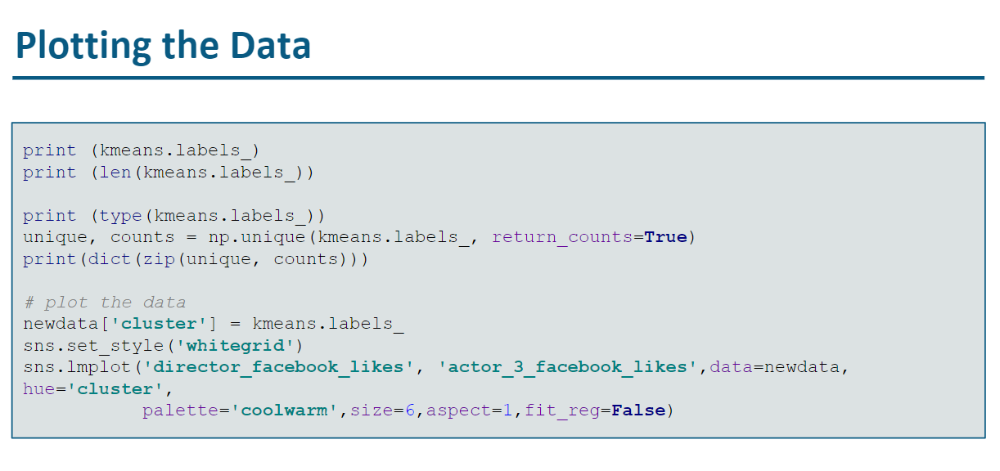 Plotting the Data
print (kmeans.labels_)
print (len(kmeans.labels_))
print (type(kmeans.labels_))
unique, counts = np.unique(kmeans.labels_, return_counts=True)
print(dict(zip(unique, counts)))
# plot the data
newdata['cluster'] = kmeans.labels_
sns.set_style('whitegrid')
sns.lmplot('director_facebook_likes', 'actor_3_facebook_likes',data=newdata,
hue='cluster',
palette='coolwarm',size=6,aspect=1,fit_reg=False)